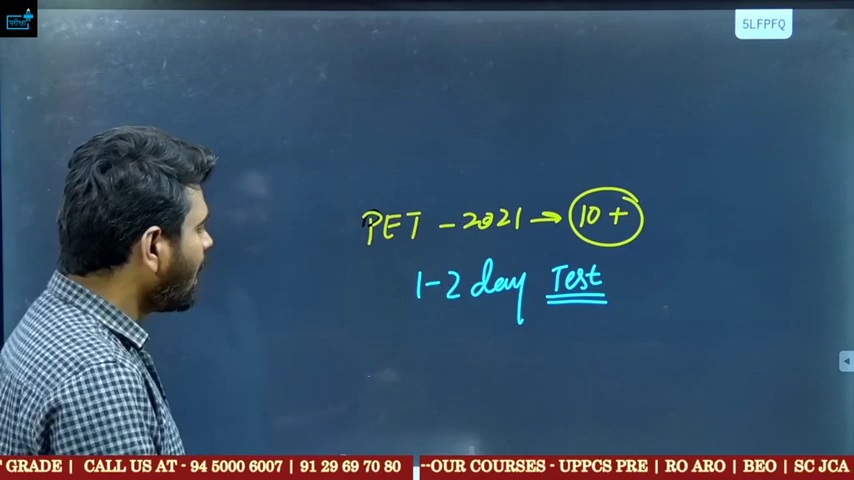 परीक्षा
5LFPFQ
PET - 2021 → 10+
1-2 day Test
T GRADE | CALL US AT - 94 5000 6007 | 91 29 69 70 80
--OUR COURSES - UPPCS PRE | RO ARO | BEO | SC JCA